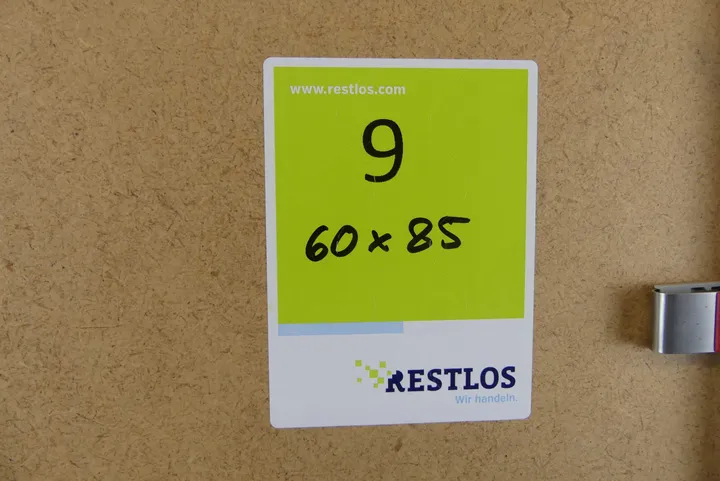 www.restlos.com
9
60 x 85
RESTLOS
Wir handeln.